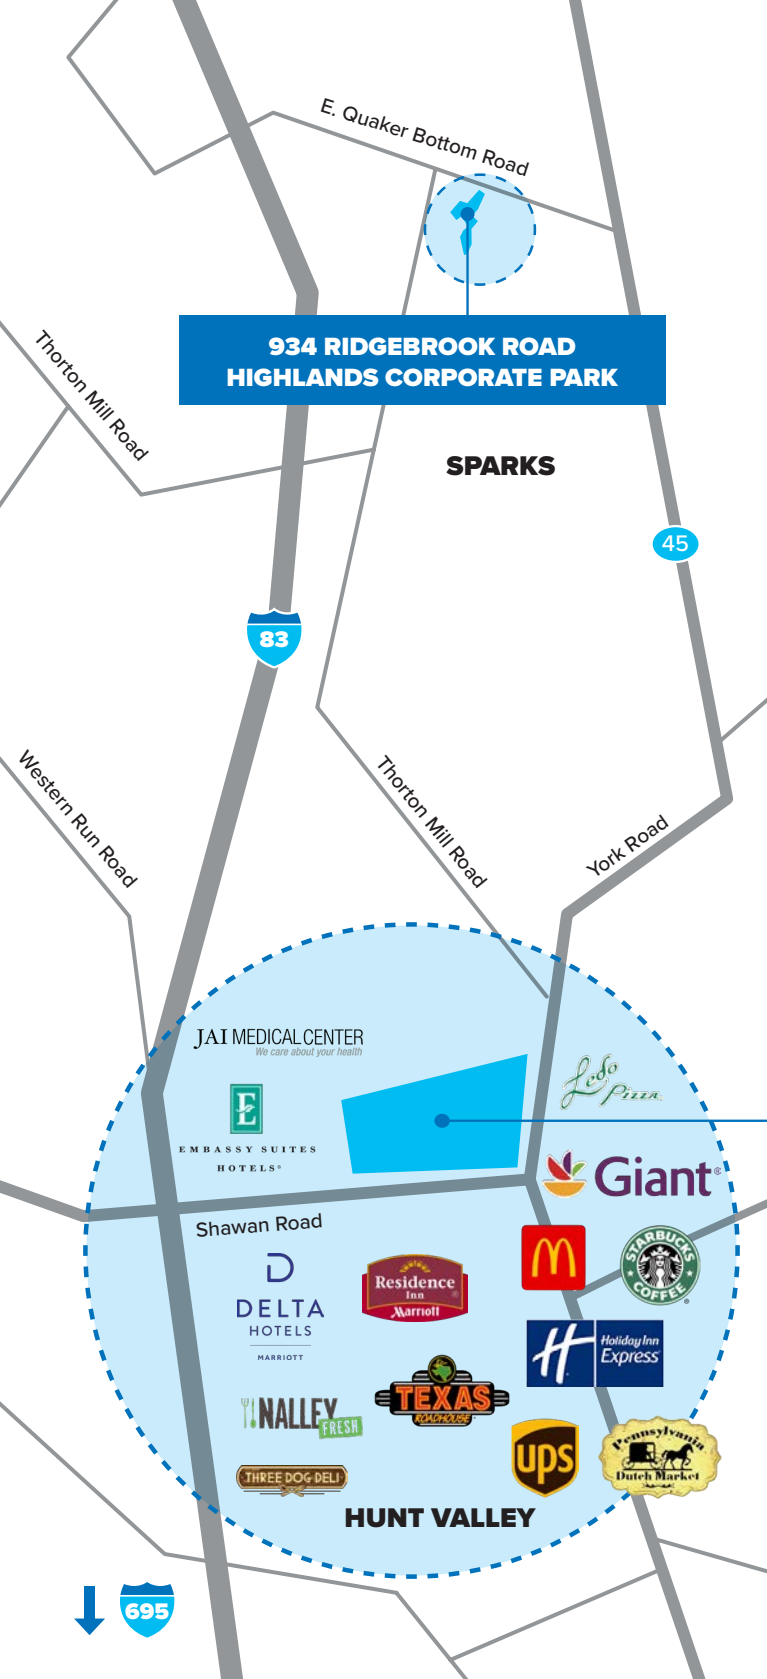 E. Quaker Bottom Road
934 RIDGEBROOK ROAD
HIGHLANDS CORPORATE PARK
Thorton Mill Road
SPARKS
45
83
Western Run Road
Thorton Mill Road
York Road
JAI MEDICAL CENTER
We care about your health
Ledo
Pizza
E
EMBASSY SUITES
HOTELS®
Giant®
Shawan Road
D
DELTA
HOTELS
MARRIOTT
Residence
Inn®
Marriott
STARBUCKS
COFFEE®
H
Holiday Inn
Express®
TEXAS
ROADHOUSE
NALLEY
FRESH
ups
Pennsylvania
Dutch Market
THREE DOG DELI
HUNT VALLEY
695